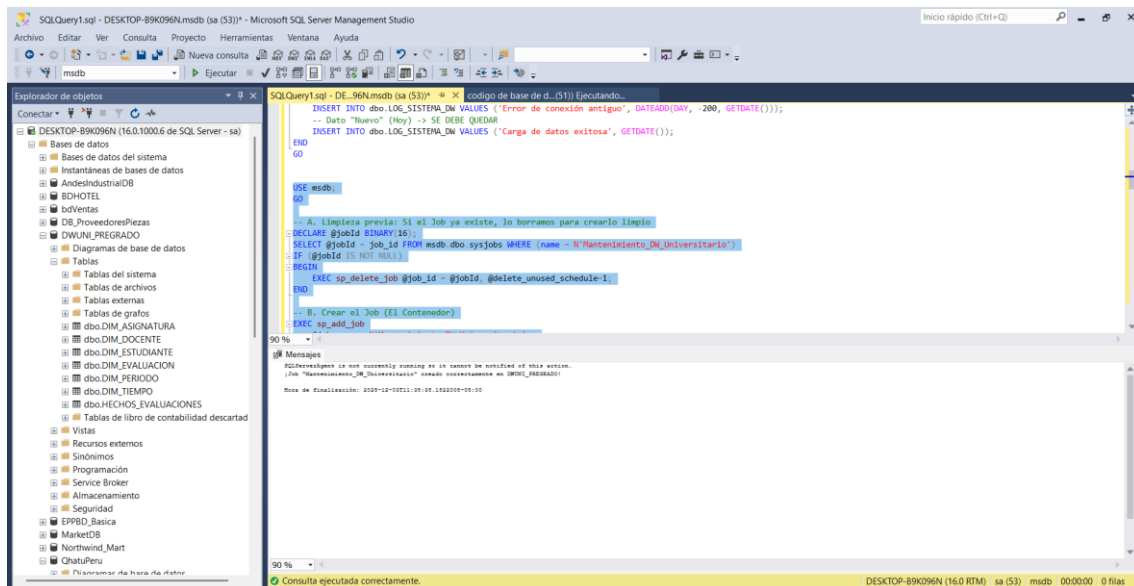 SQLQuery1.sql - DESKTOP-B9K096N.msdb (sa (53))* - Microsoft SQL Server Management Studio
Inicio rápido (Ctrl+Q)
Archivo Editar Ver Consulta Proyecto Herramientas Ventana Ayuda
Nueva consulta
msdb
Ejecutar
Explorador de objetos
Conectar
DESKTOP-B9K096N (16.0.1000.6 de SQL Server - sa)
Bases de datos
Bases de datos del sistema
Instantáneas de bases de datos
AndesIndustrialDB
BDHOTEL
bdVentas
DB_ProveedoresPiezas
DWUNI_PREGRADO
Diagramas de base de datos
Tablas
Tablas del sistema
Tablas de archivos
Tablas externas
Tablas de grafos
dbo.DIM_ASIGNATURA
dbo.DIM_DOCENTE
dbo.DIM_ESTUDIANTE
dbo.DIM_EVALUACION
dbo.DIM_PERIODO
dbo.DIM_TIEMPO
dbo.HECHOS_EVALUACIONES
Tablas de libro de contabilidad descartad
Vistas
Recursos externos
Sinónimos
Programación
Service Broker
Almacenamiento
Seguridad
EPPBD_Basica
MarketDB
Northwind_Mart
QhatuPeru
Diagramas de base de datos
SQLQuery1.sql - DE...96N.msdb (sa (53))*
codigo de base de d...(51)) Ejecutando...
INSERT INTO dbo.LOG_SISTEMA_DW VALUES ('Error de conexión antiguo', DATEADD(DAY, -200, GETDATE()));
-- Dato "Nuevo" (Hoy) -> SE DEBE QUEDAR
INSERT INTO dbo.LOG_SISTEMA_DW VALUES ('Carga de datos exitosa', GETDATE());
END
GO
USE msdb;
GO
-- A. Limpieza previa: Si el Job ya existe, lo borramos para crearlo limpio
DECLARE @jobId BINARY(16);
SELECT @jobId = job_id FROM msdb.dbo.sysjobs WHERE (name = N'Mantenimiento_DW_Universitario')
IF (@jobId IS NOT NULL)
BEGIN
EXEC sp_delete_job @job_id = @jobId, @delete_unused_schedule=1;
END
-- B. Crear el Job (El Contenedor)
EXEC sp_add_job
90 %
Mensajes
SQLServerAgent is not currently running so it cannot be notified of this action.
¡Job "Mantenimiento_DW_Universitario" creado correctamente en DWUNI_PREGRADO!
Hora de finalización:
90 %
Consulta ejecutada correctamente.
DESKTOP-B9K096N (16.0 RTM) sa (53) msdb 00:00:00 0 filas